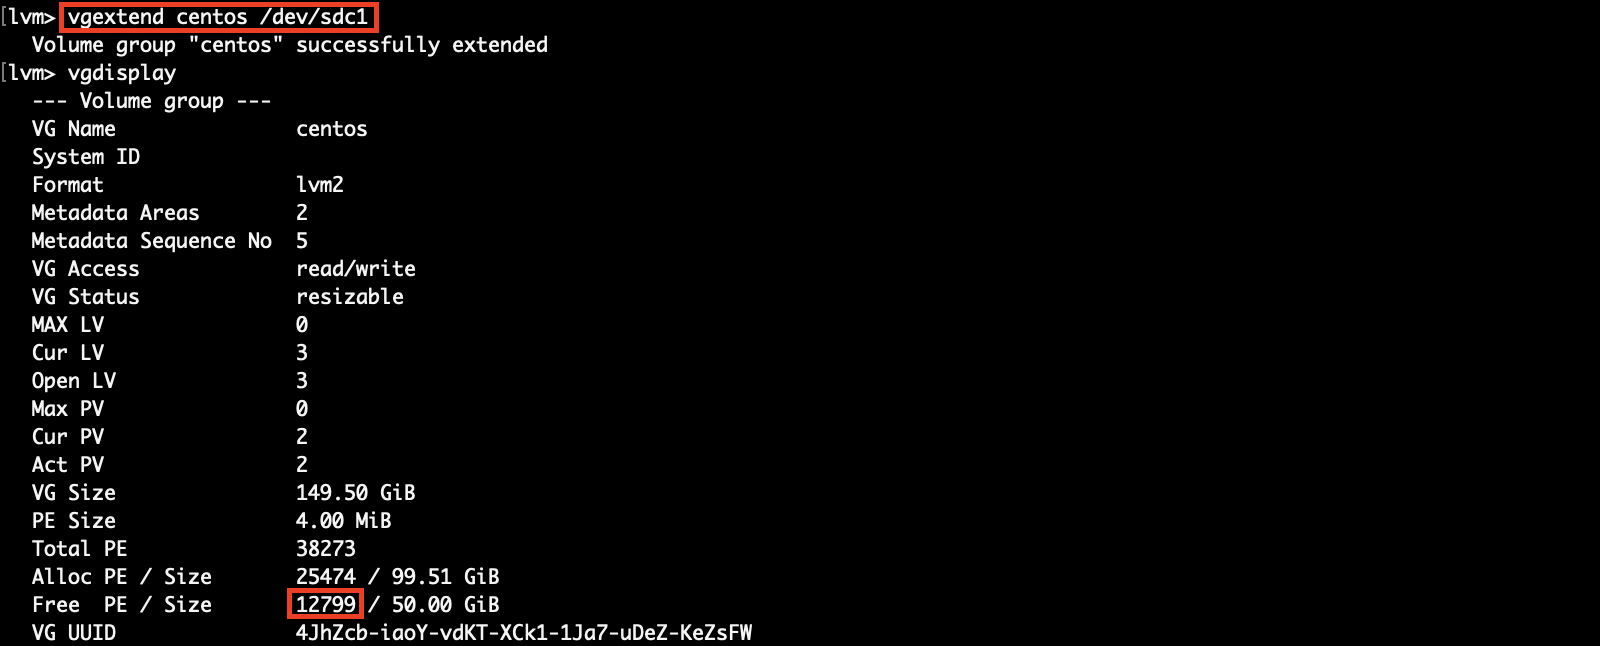 [lvm> vgextend centos /dev/sdc1
  Volume group "centos" successfully extended
[lvm> vgdisplay
  --- Volume group ---
  VG Name               centos
  System ID
  Format                lvm2
  Metadata Areas        2
  Metadata Sequence No  5
  VG Access             read/write
  VG Status             resizable
  MAX LV                0
  Cur LV                3
  Open LV               3
  Max PV                0
  Cur PV                2
  Act PV                2
  VG Size               149.50 GiB
  PE Size               4.00 MiB
  Total PE              38273
  Alloc PE / Size       25474 / 99.51 GiB
  Free  PE / Size       12799 / 50.00 GiB
  VG UUID               4JhZcb-iaoY-vdKT-XCk1-1Ja7-uDeZ-KeZsFW